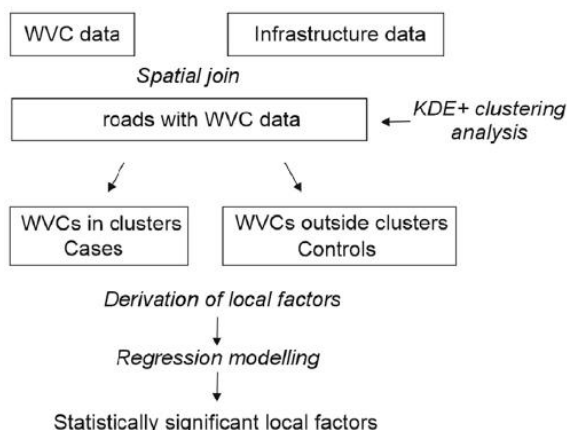 WVC data
Infrastructure data
Spatial join
roads with WVC data
KDE+ clustering
analysis
WVCs in clusters
Cases
WVCs outside clusters
Controls
Derivation of local factors
Regression modelling
Statistically significant local factors